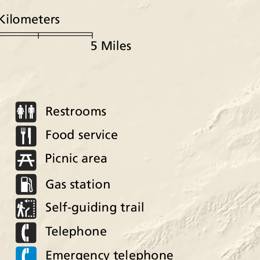 Kilometers
5 Miles
Restrooms
Food service
Picnic area
Gas station
Self-guiding trail
Telephone
Emergency telephone